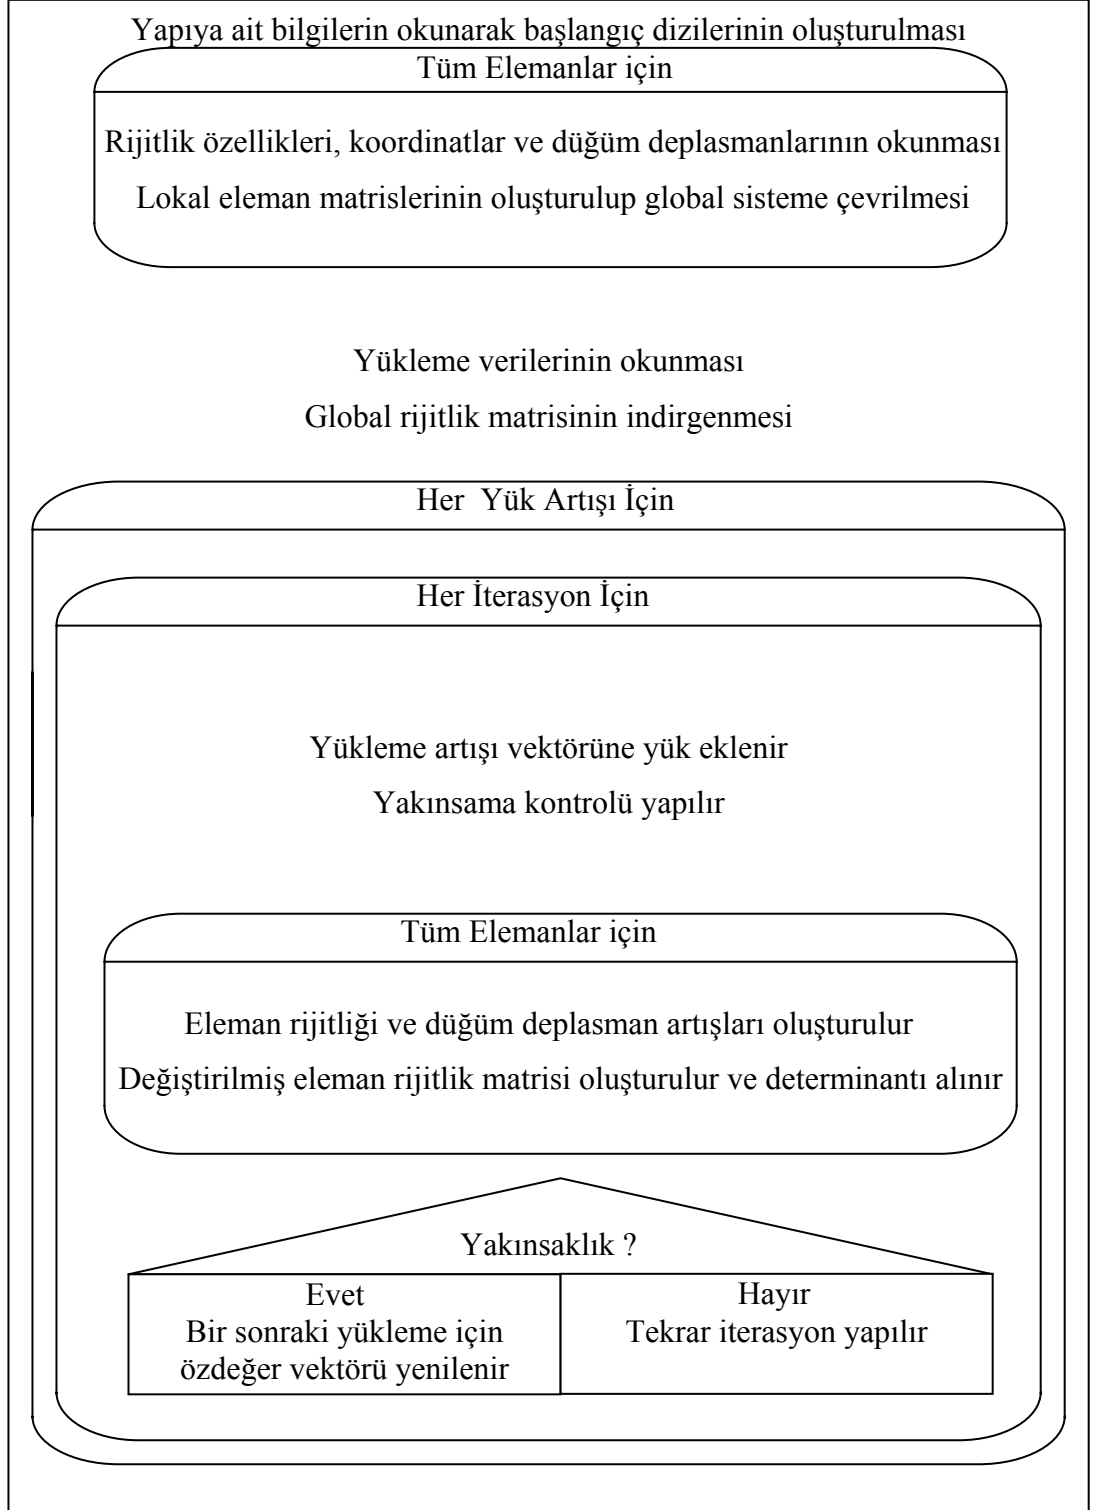 Yapıya ait bilgilerin okunarak başlangıç dizilerinin oluşturulması
Tüm Elemanlar için
Rijitlik özellikleri, koordinatlar ve düğüm deplasmanlarının okunması
Lokal eleman matrislerinin oluşturulup global sisteme çevrilmesi
Yükleme verilerinin okunması
Global rijitlik matrisinin indirgenmesi
Her Yük Artışı İçin
Her İterasyon İçin
Yükleme artışı vektörüne yük eklenir
Yakınsama kontrolü yapılır
Tüm Elemanlar için
Eleman rijitliği ve düğüm deplasman artışları oluşturulur
Değiştirilmiş eleman rijitlik matrisi oluşturulur ve determinantı alınır
Yakınsaklık ?
Evet
Bir sonraki yükleme için
özdeğer vektörü yenilenir
Hayır
Tekrar iterasyon yapılır